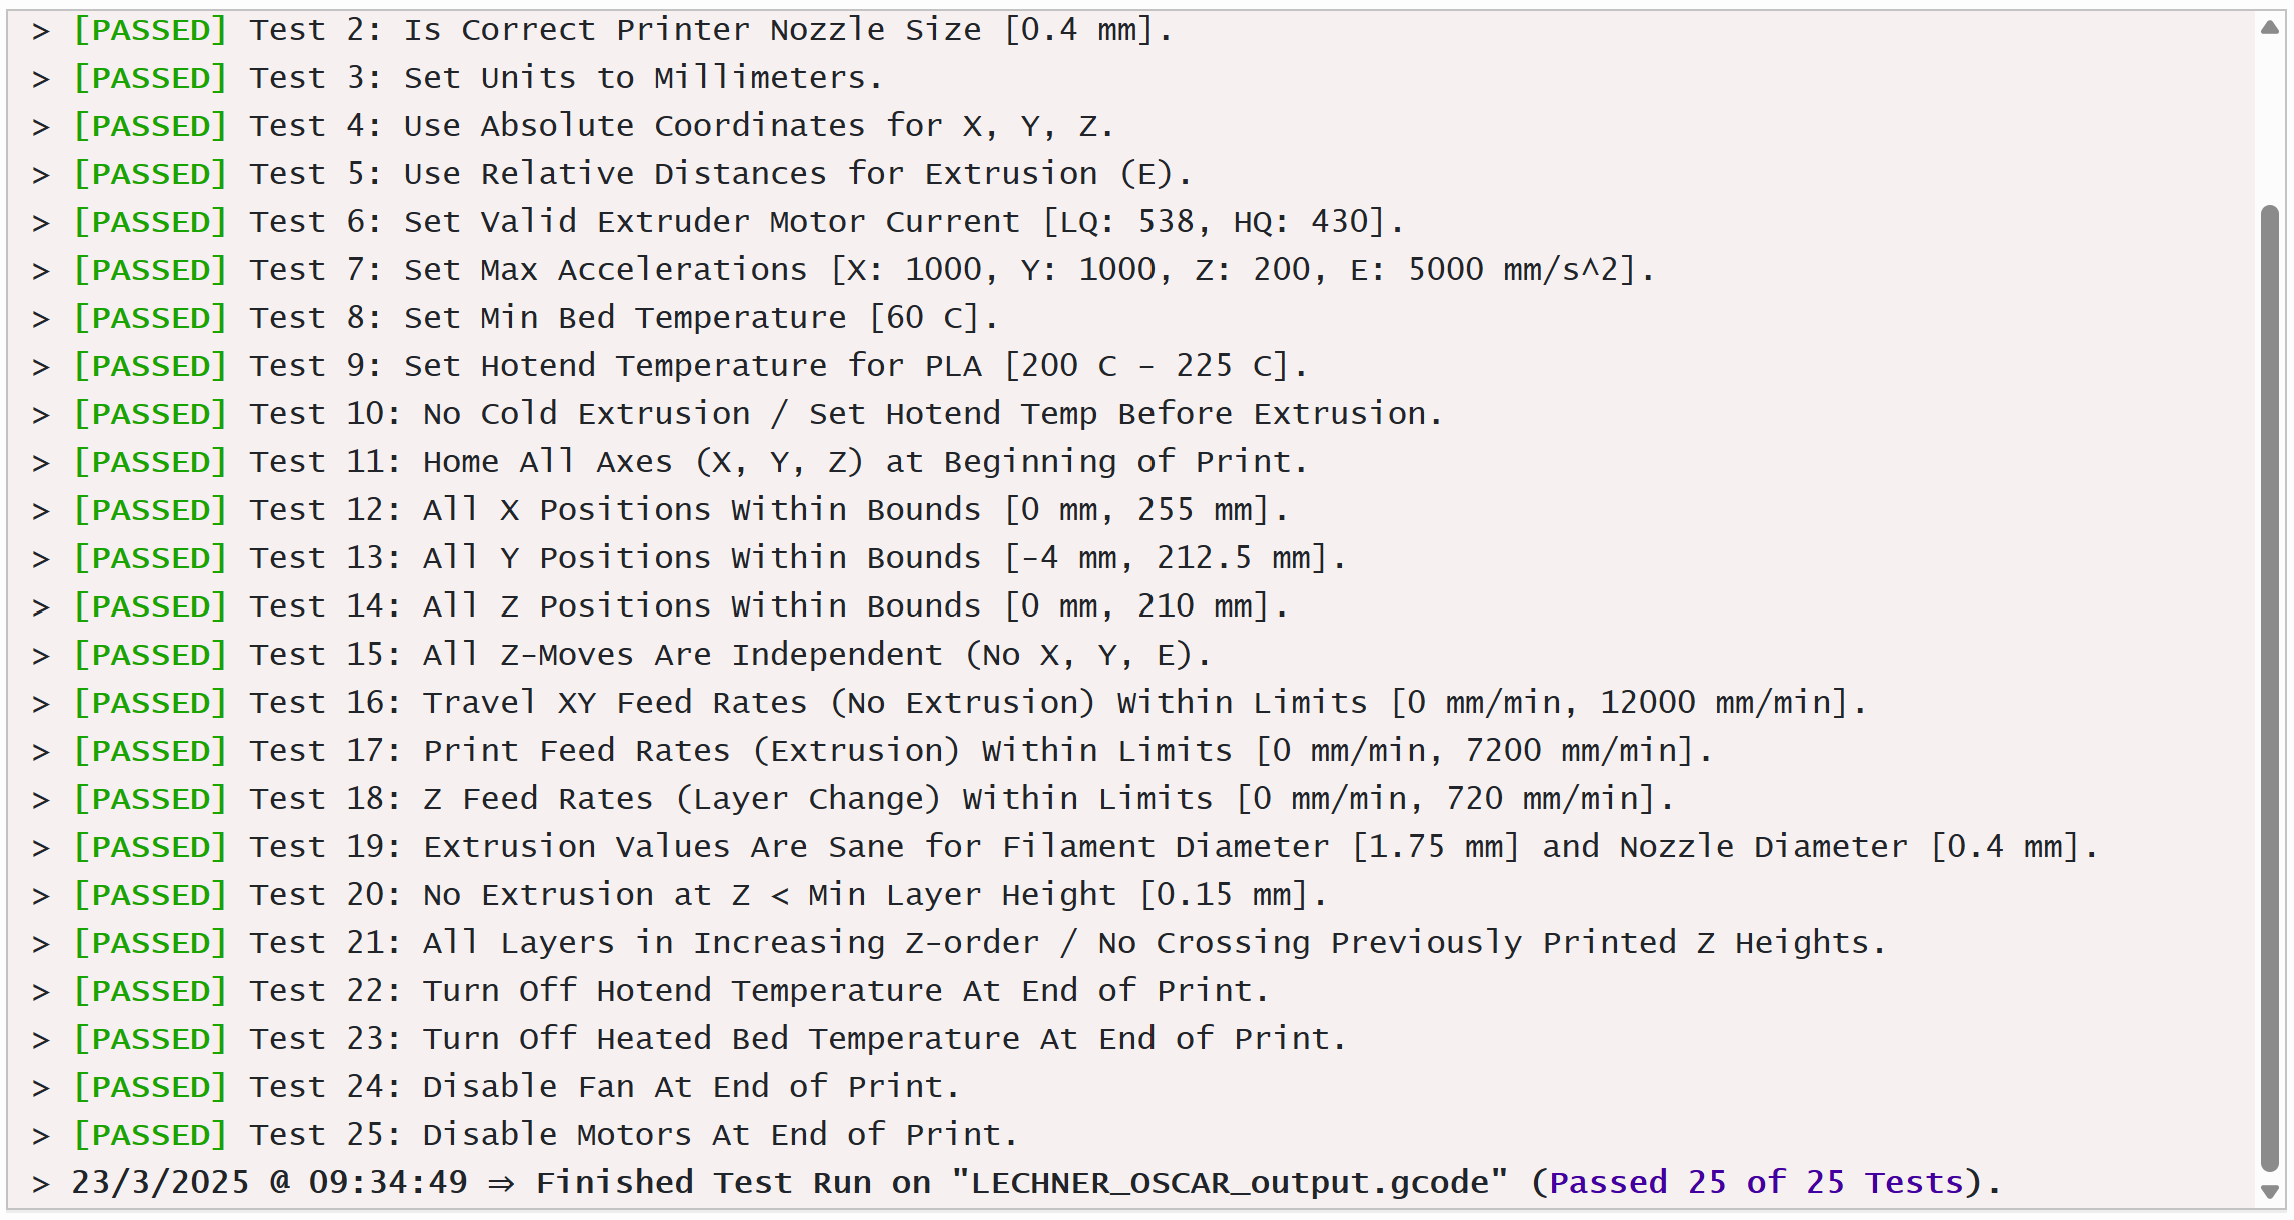 > [PASSED] Test 2: Is Correct Printer Nozzle Size [0.4 mm].
> [PASSED] Test 3: Set Units to Millimeters.
> [PASSED] Test 4: Use Absolute Coordinates for X, Y, Z.
> [PASSED] Test 5: Use Relative Distances for Extrusion (E).
> [PASSED] Test 6: Set Valid Extruder Motor Current [LQ: 538, HQ: 430].
> [PASSED] Test 7: Set Max Accelerations [X: 1000, Y: 1000, Z: 200, E: 5000 mm/s^2].
> [PASSED] Test 8: Set Min Bed Temperature [60 C].
> [PASSED] Test 9: Set Hotend Temperature for PLA [200 C - 225 C].
> [PASSED] Test 10: No Cold Extrusion / Set Hotend Temp Before Extrusion.
> [PASSED] Test 11: Home All Axes (X, Y, Z) at Beginning of Print.
> [PASSED] Test 12: All X Positions Within Bounds [0 mm, 255 mm].
> [PASSED] Test 13: All Y Positions Within Bounds [-4 mm, 212.5 mm].
> [PASSED] Test 14: All Z Positions Within Bounds [0 mm, 210 mm].
> [PASSED] Test 15: All Z-Moves Are Independent (No X, Y, E).
> [PASSED] Test 16: Travel XY Feed Rates (No Extrusion) Within Limits [0 mm/min, 12000 mm/min].
> [PASSED] Test 17: Print Feed Rates (Extrusion) Within Limits [0 mm/min, 7200 mm/min].
> [PASSED] Test 18: Z Feed Rates (Layer Change) Within Limits [0 mm/min, 720 mm/min].
> [PASSED] Test 19: Extrusion Values Are Sane for Filament Diameter [1.75 mm] and Nozzle Diameter [0.4 mm].
> [PASSED] Test 20: No Extrusion at Z < Min Layer Height [0.15 mm].
> [PASSED] Test 21: All Layers in Increasing Z-order / No Crossing Previously Printed Z Heights.
> [PASSED] Test 22: Turn Off Hotend Temperature At End of Print.
> [PASSED] Test 23: Turn Off Heated Bed Temperature At End of Print.
> [PASSED] Test 24: Disable Fan At End of Print.
> [PASSED] Test 25: Disable Motors At End of Print.
> 23/3/2025 @ 09:34:49 ⇒ Finished Test Run on "LECHNER_OSCAR_output.gcode" (Passed 25 of 25 Tests).